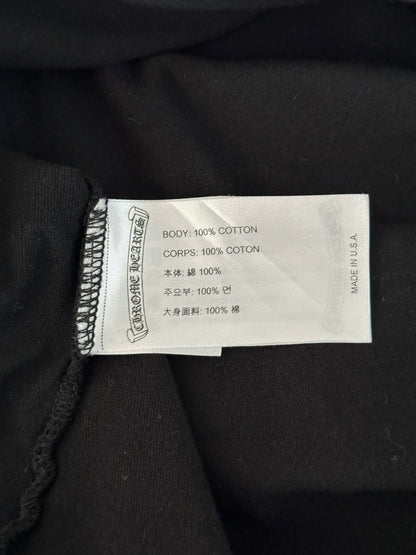 CHROME HEARTS
BODY: 100% COTTON
CORPS: 100% COTON
本体: 綿 100%
주요부: 100% 면
大身面料: 100% 棉
MADE IN U.S.A.